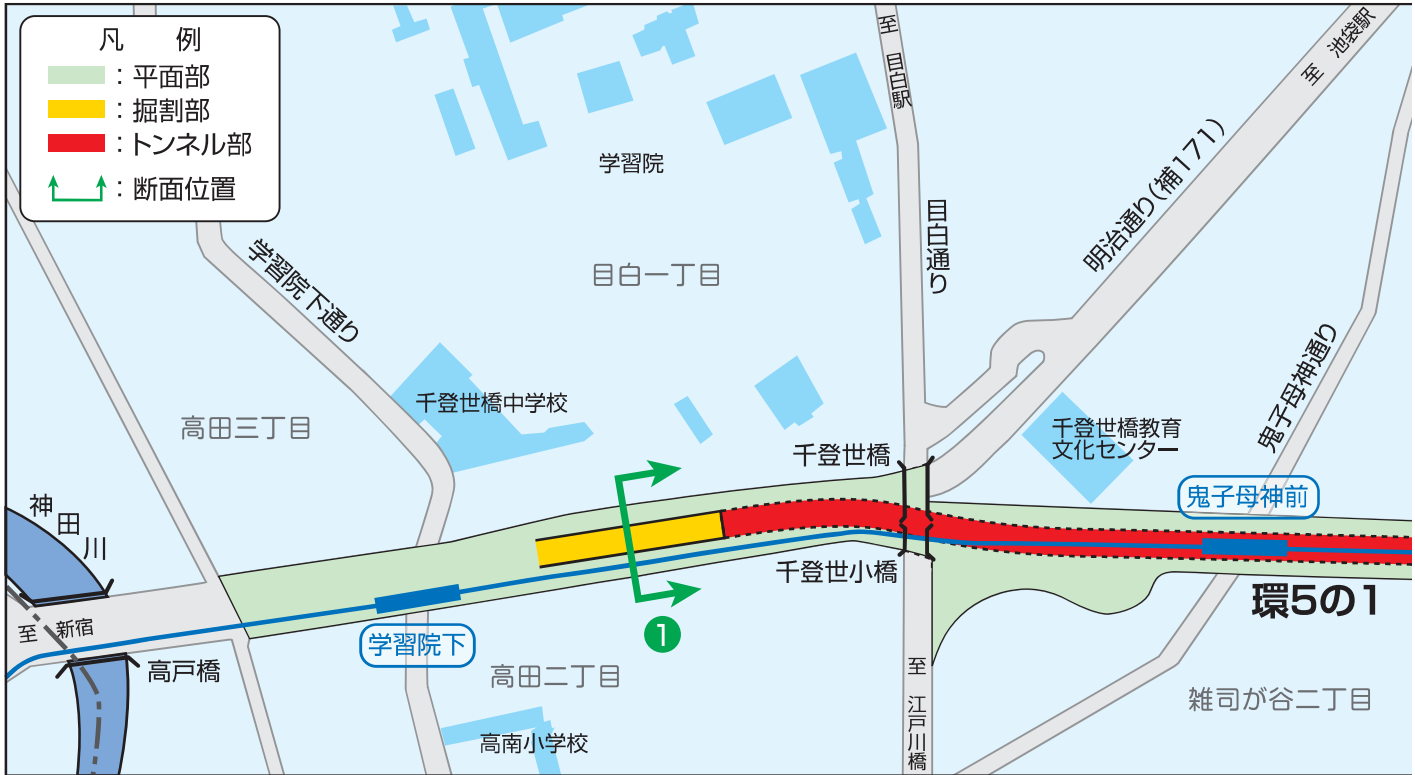 凡　例
：平面部
：掘割部
：トンネル部
：断面位置
至　目白駅
至　池袋駅
学習院
明治通り(補171)
目白通り
学習院下通り
目白一丁目
鬼子母神通り
千登世橋中学校
高田三丁目
千登世橋教育
文化センター
千登世橋
鬼子母神前
神田川
千登世小橋
環5の1
至　新宿
1
学習院下
高戸橋
高田二丁目
至　江戸川橋
雑司が谷二丁目
高南小学校